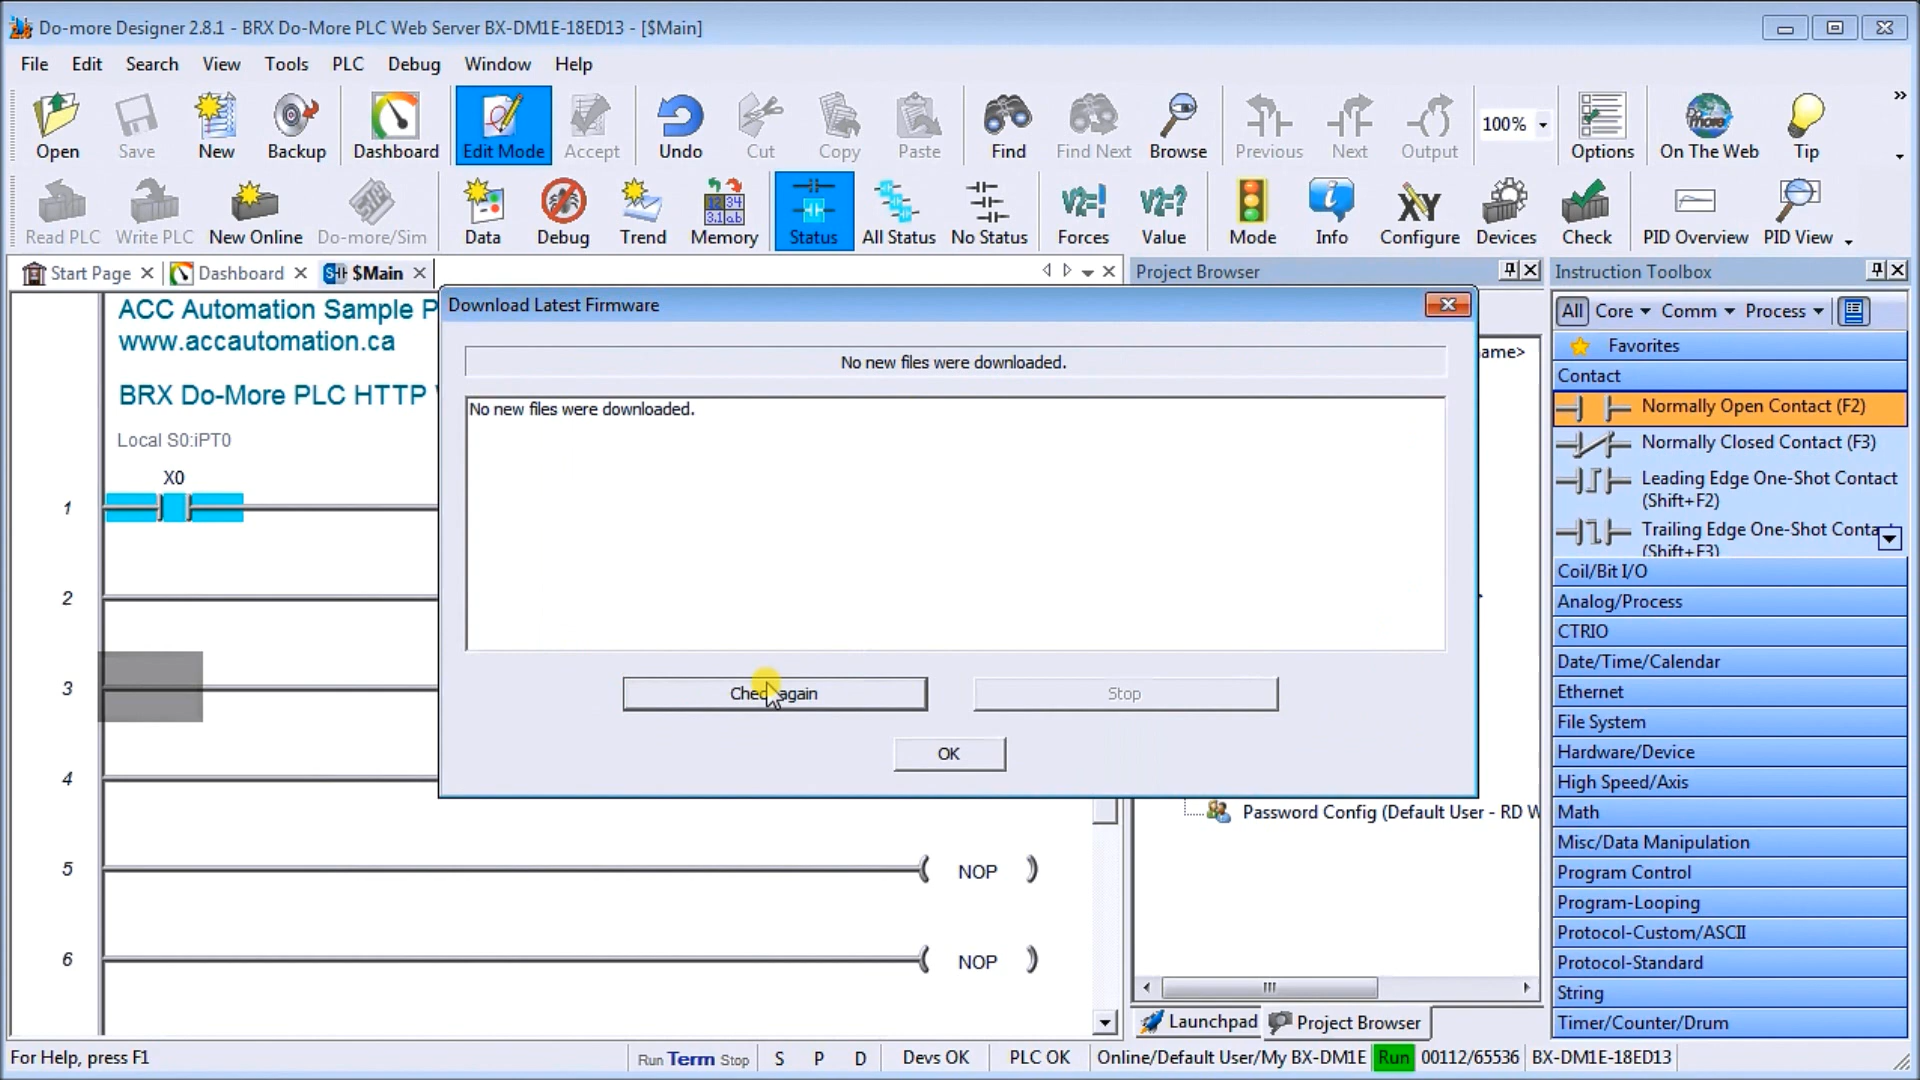 Do-more Designer 2.8.1 - BRX Do-More PLC Web Server BX-DM1E-18ED13 - [$Main]
File Edit Search View Tools PLC Debug Window Help
Open Save New Backup Dashboard Edit Mode Accept Undo Cut Copy Paste Find Find Next Browse Previous Next Output 100% Options On The Web Tip
Read PLC Write PLC New Online Do-more/Sim Data Debug Trend Memory Status All Status No Status Forces Value Mode Info Configure Devices Check PID Overview PID View
Start Page Dashboard $Main
Project Browser
Instruction Toolbox
ACC Automation Sample P
www.accautomation.ca
BRX Do-More PLC HTTP
Local S0:iPT0
X0
1
2
3
4
5 NOP
6 NOP
Download Latest Firmware
No new files were downloaded.
No new files were downloaded.
Check again Stop
OK
ame>
Password Config (Default User - RD W
Launchpad Project Browser
All Core Comm Process
Favorites
Contact
Normally Open Contact (F2)
Normally Closed Contact (F3)
Leading Edge One-Shot Contact
(Shift+F2)
Trailing Edge One-Shot Conta
(Shift+F3)
Coil/Bit I/O
Analog/Process
CTRIO
Date/Time/Calendar
Ethernet
File System
Hardware/Device
High Speed/Axis
Math
Misc/Data Manipulation
Program Control
Program-Looping
Protocol-Custom/ASCII
Protocol-Standard
String
Timer/Counter/Drum
For Help, press F1 Run Term Stop S P D Devs OK PLC OK Online/Default User/My BX-DM1E Run 00112/65536 BX-DM1E-18ED13